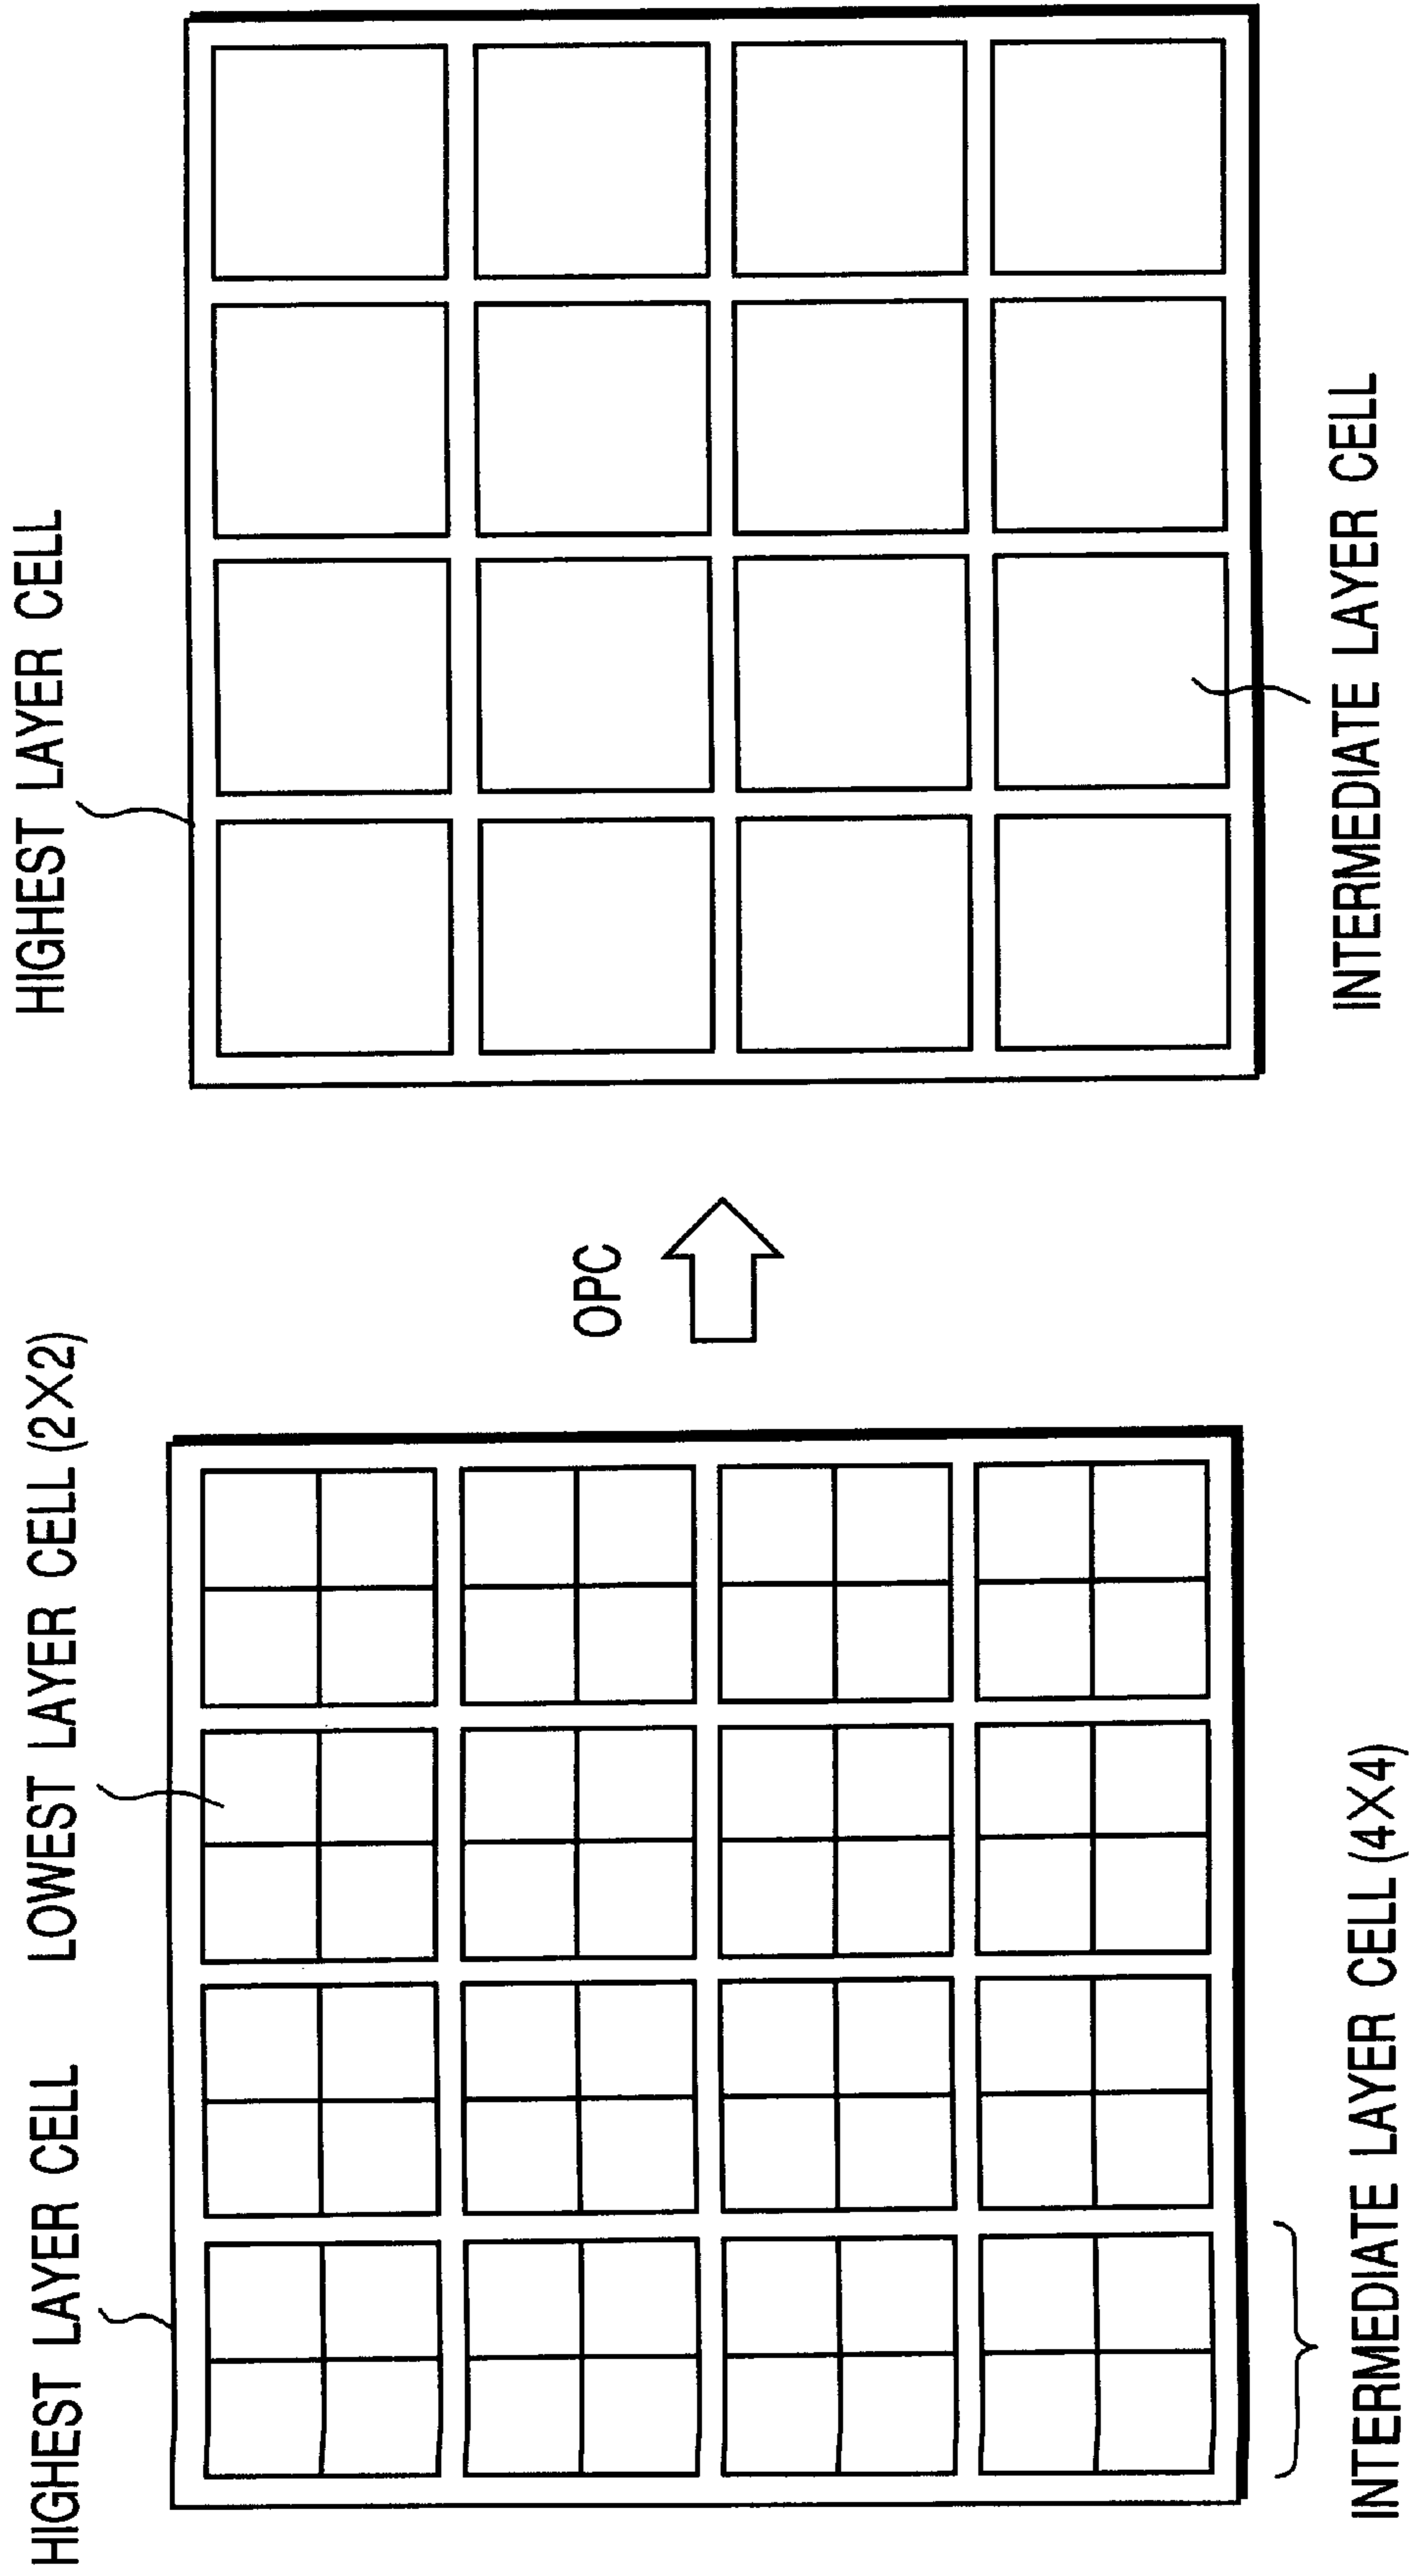 HIGHEST LAYER CELL
LOWEST LAYER CELL (2X2)
INTERMEDIATE LAYER CELL (4X4)
OPC
HIGHEST LAYER CELL
INTERMEDIATE LAYER CELL